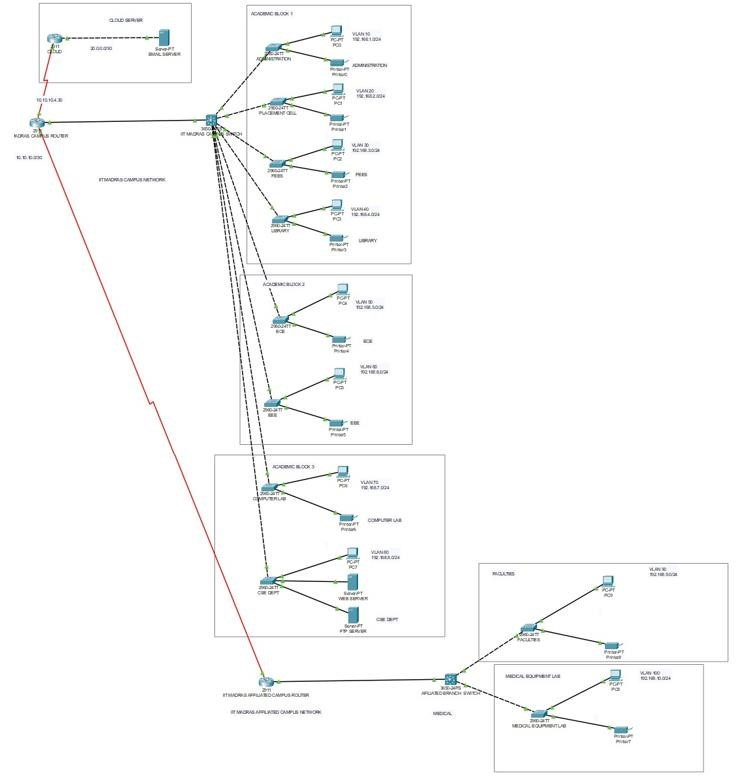 CLOUD SERVER
2911
CLOUD
20.0.0.0/30
Server-PT
EMAIL SERVER
10.10.10.4.30
MADRAS CAMPUS ROUTER
10.10.10.0/30
IIT MADRAS CAMPUS SWITCH
IIT MADRAS CAMPUS NETWORK
ACADEMIC BLOCK 1
PC-PT
PC0
VLAN 10
192.168.1.0/24
2960-24TT
ADMINISTRATION
Printer-PT
Printer0
ADMINISTRATION
PC-PT
PC1
VLAN 20
192.168.2.0/24
2960-24TT
PLACEMENT CELL
Printer-PT
Printer1
PC-PT
PC2
VLAN 30
192.168.3.0/24
2960-24TT
FEES
Printer-PT
Printer2
FEES
PC-PT
PC3
VLAN 40
192.168.4.0/24
2960-24TT
LIBRARY
Printer-PT
Printer3
LIBRARY
ACADEMIC BLOCK 2
PC-PT
PC4
VLAN 50
192.168.5.0/24
2960-24TT
ECE
Printer-PT
Printer4
ECE
PC-PT
PC5
VLAN 60
192.168.6.0/24
2960-24TT
EEE
Printer-PT
Printer5
EEE
ACADEMIC BLOCK 3
PC-PT
PC6
VLAN 70
192.168.7.0/24
2960-24TT
COMPUTER LAB
Printer-PT
Printer6
COMPUTER LAB
PC-PT
PC7
VLAN 80
192.168.8.0/24
2960-24TT
CSE DEPT
Server-PT
WEB SERVER
Server-PT
FTP SERVER
CSE DEPT
FACULTIES
VLAN 90
192.168.9.0/24
PC-PT
PC9
2960-24TT
FACULTIES
Printer-PT
2911
IIT MADRAS AFFILIATED CAMPUS ROUTER
3650-24PS
AFILIATED BRANCH SWITCH
IIT MADRAS AFFILIATED CAMPUS NETWORK
MEDICAL
MEDICAL EQUIPMENT LAB
PC-PT
PC8
VLAN 100
192.168.10.0/24
2960-24TT
MEDICAL EQUIPMENT LAB
Printer-PT
Printer7